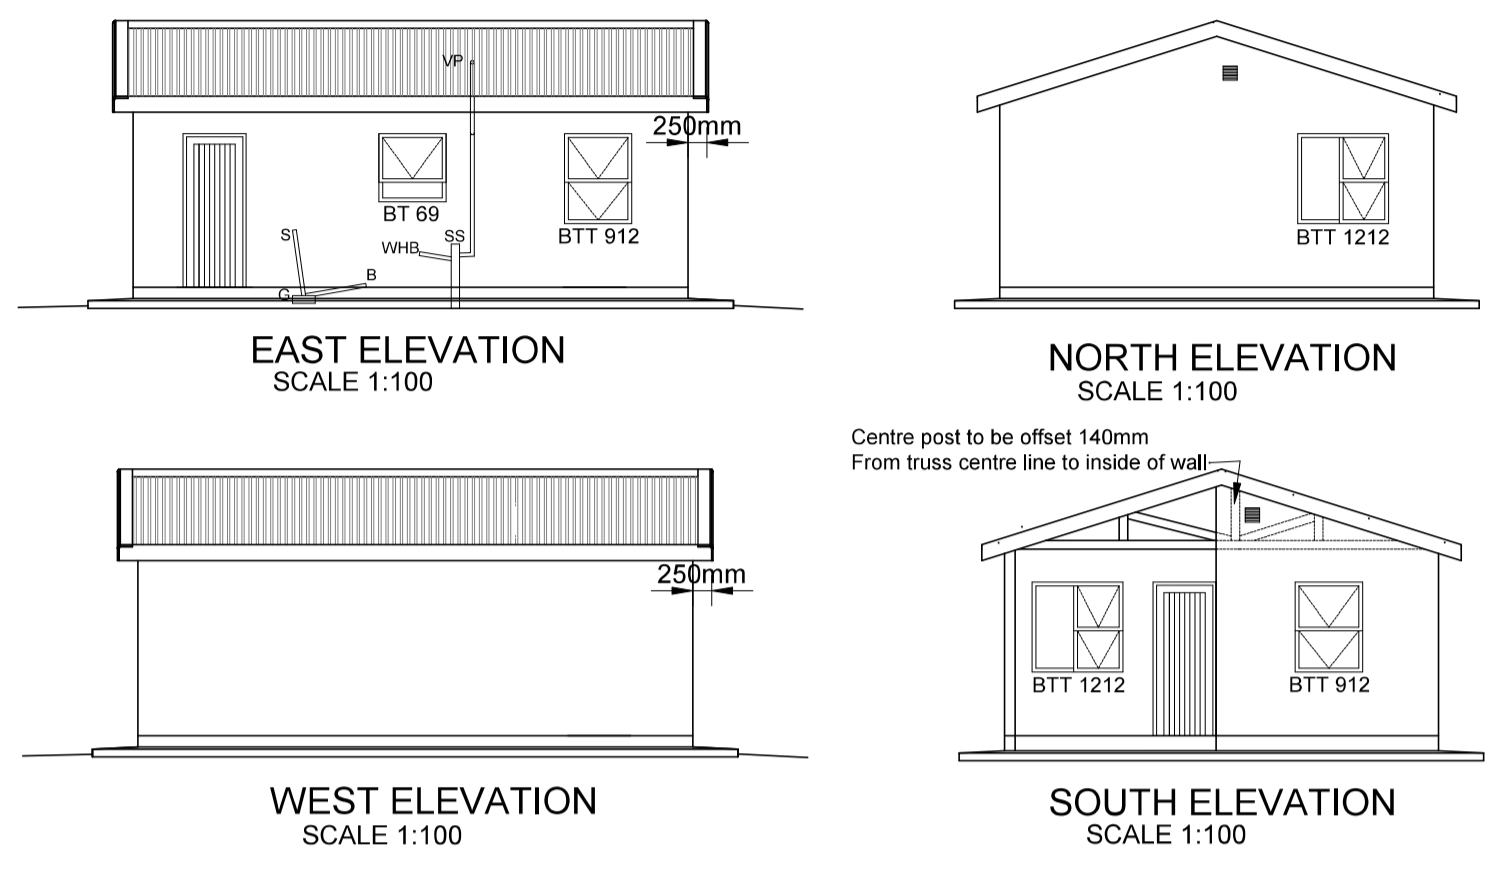 VP
250mm
BT 69
S
WHB
SS
BTT 912
B
G
EAST ELEVATION
SCALE 1:100
BTT 1212
NORTH ELEVATION
SCALE 1:100
250mm
WEST ELEVATION
SCALE 1:100
Centre post to be offset 140mm
From truss centre line to inside of wall
BTT 1212
BTT 912
SOUTH ELEVATION
SCALE 1:100